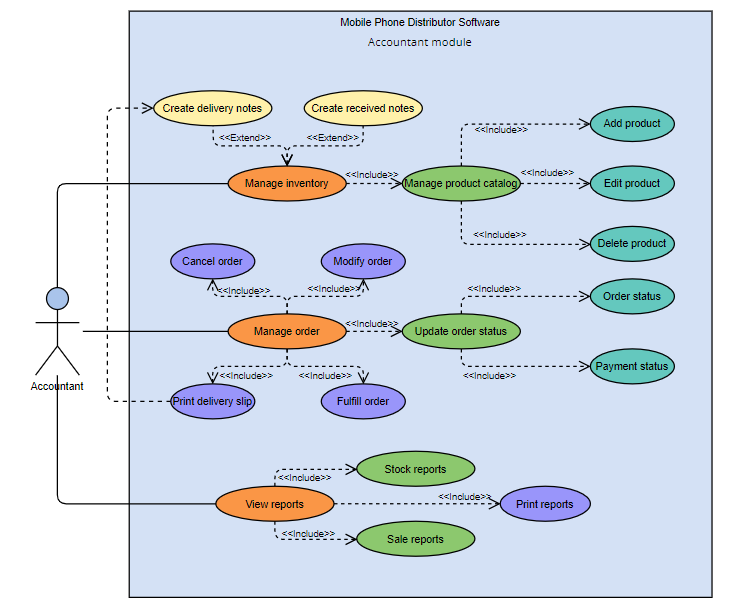 Mobile Phone Distributor Software
Accountant module
Create delivery notes
Create received notes
Add product
<<Include>>
<<Extend>>
<<Extend>>
<<Include>>
<<Include>>
Manage inventory
Manage product catalog
Edit product
<<Include>>
Delete product
Cancel order
Modify order
<<Include>>
<<Include>>
<<Include>>
Order status
<<Include>>
Manage order
Update order status
Payment status
<<Include>>
<<Include>>
<<Include>>
Accountant
Print delivery slip
Fulfill order
Stock reports
<<Include>>
<<Include>>
View reports
Print reports
<<Include>>
Sale reports